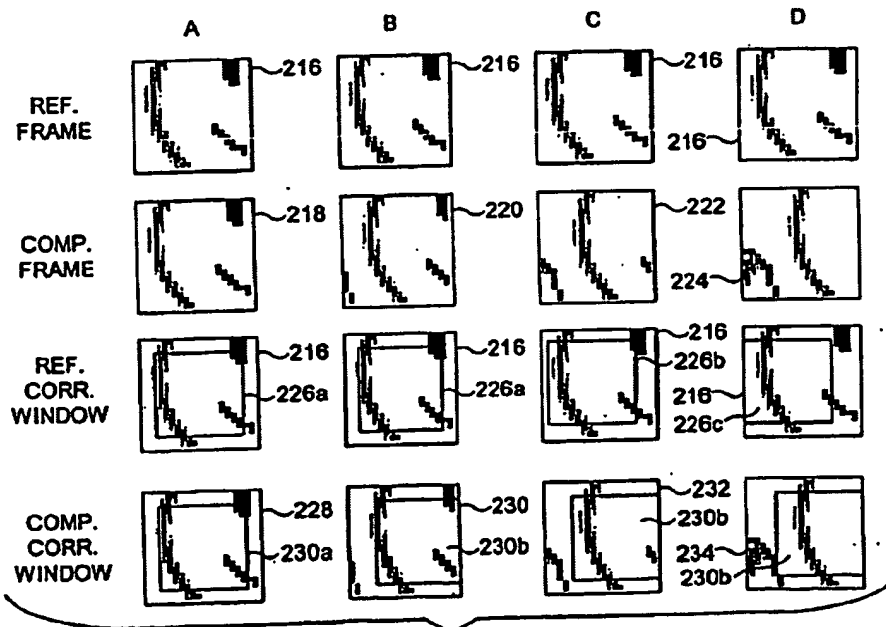 A B C D
REF. FRAME 216 216 216 216
COMP. FRAME 218 220 222 224
REF. CORR. WINDOW 216 226a 216 226a 216 226b 216 226c
COMP. CORR. WINDOW 228 230a 230 230b 232 230b 234 230b